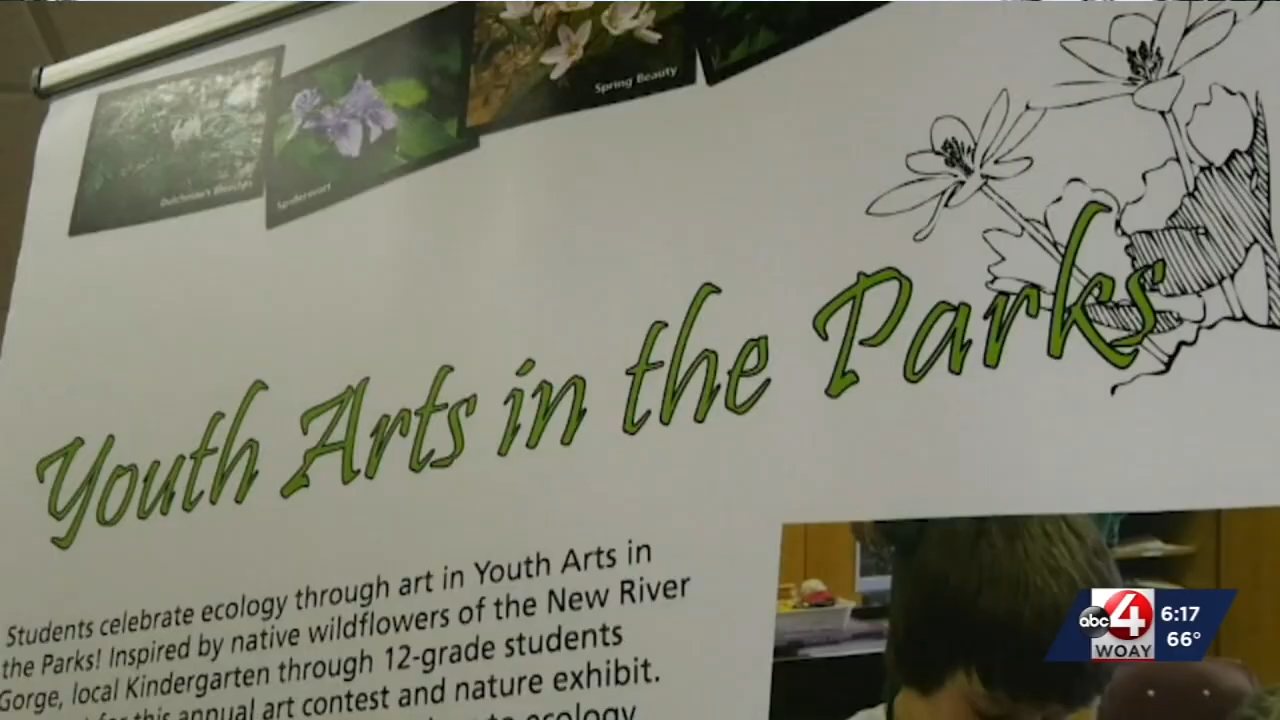 Spring Beauty
Dutchman's Breeches
Spiderwort
Youth Arts in the Parks
Students celebrate ecology through art in Youth Arts in
the Parks! Inspired by native wildflowers of the New River
Gorge, local Kindergarten through 12-grade students
for this annual art contest and nature exhibit.
to ecology
abc 4
WOAY
6:17
66°